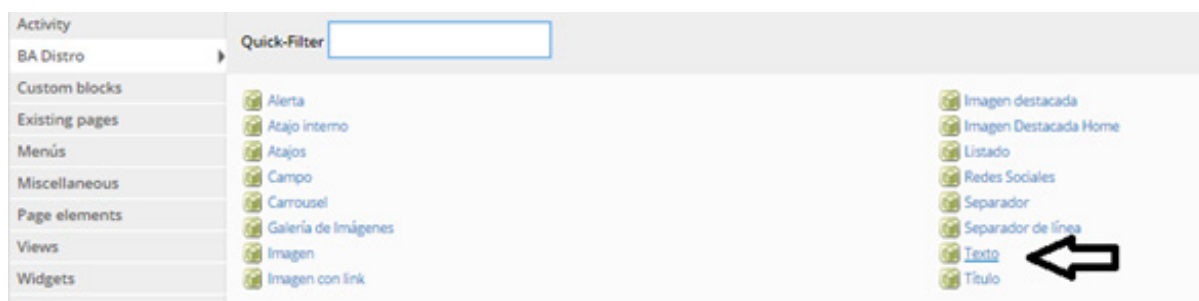 Activity
BA Distro
Custom blocks
Existing pages
Menús
Miscellaneous
Page elements
Views
Widgets
Quick-Filter
Alerta
Atajo interno
Atajos
Campo
Carrousel
Galería de Imágenes
Imagen
Imagen con link
Imagen destacada
Imagen Destacada Home
Listado
Redes Sociales
Separador
Separador de línea
Texto
Título